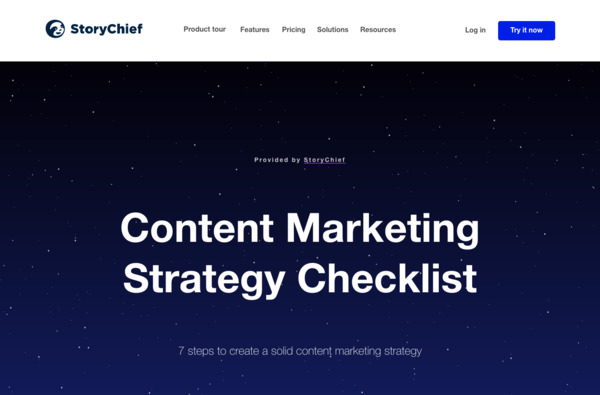 StoryChief
Product tour
Features
Pricing
Solutions
Resources
Log in
Try it now
Provided by StoryChief
Content Marketing
Strategy Checklist
7 steps to create a solid content marketing strategy